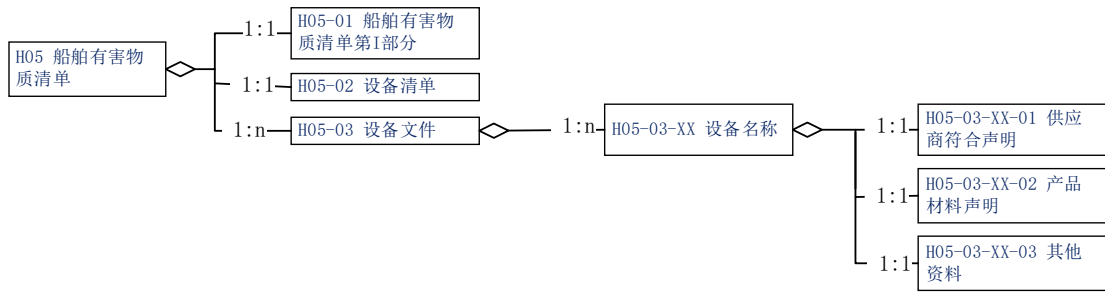 H05 船舶有害物
质清单
1:1
H05-01 船舶有害物
质清单第I部分
1:1
H05-02 设备清单
1:n
H05-03 设备文件
1:n
H05-03-XX 设备名称
1:1
H05-03-XX-01 供应
商符合声明
1:1
H05-03-XX-02 产品
材料声明
1:1
H05-03-XX-03 其他
资料